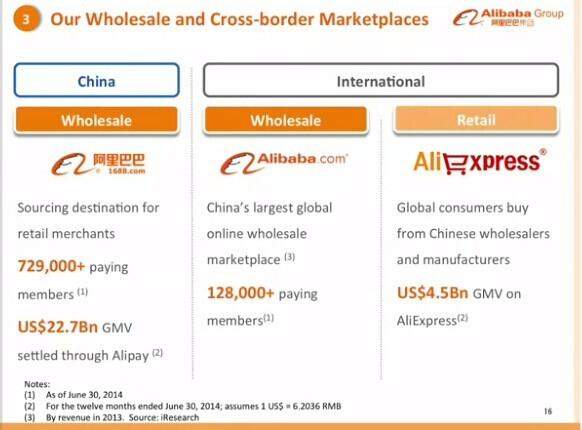 3 Our Wholesale and Cross-border Marketplaces
Alibaba Group
阿里巴巴集团
China
International
Wholesale
Wholesale
Retail
阿里巴巴
1688.com
Alibaba.com®
AliExpress®
Sourcing destination for
retail merchants
729,000+ paying
members (1)
US$22.7Bn GMV
settled through Alipay (2)
China's largest global
online wholesale
marketplace (3)
128,000+ paying
members(1)
Global consumers buy
from Chinese wholesalers
and manufacturers
US$4.5Bn GMV on
AliExpress(2)
Notes:
(1) As of June 30, 2014
(2) For the twelve months ended June 30, 2014; assumes 1 US$ = 6.2036 RMB
(3) By revenue in 2013. Source: iResearch
16